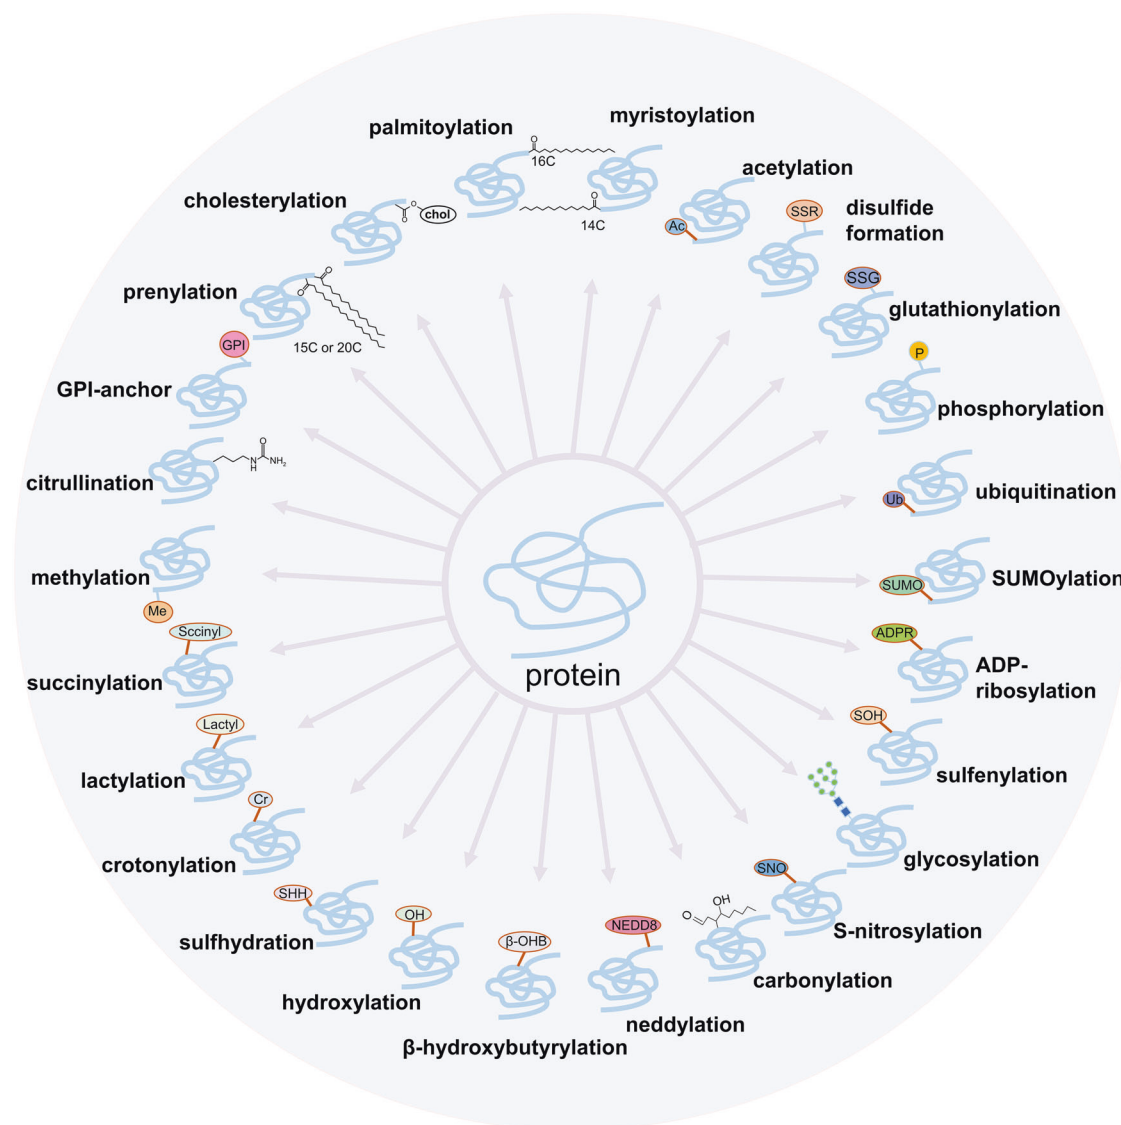 palmitoylation
16C
myristoylation
14C
acetylation
Ac
SSR
disulfide
formation
SSG
glutathionylation
P
phosphorylation
Ub
ubiquitination
SUMO
SUMOylation
ADPR
ADP-
ribosylation
SOH
sulfenylation
glycosylation
SNO
S-nitrosylation
O
OH
carbonylation
NEDD8
neddylation
β-OHB
β-hydroxybutyrylation
OH
hydroxylation
SHH
sulfhydration
Cr
crotonylation
Lactyl
lactylation
Sccinyl
succinylation
methylation
Me
citrullination
O
N
H
NH2
GPI
GPI-anchor
prenylation
O
O
15C or 20C
cholesterylation
O
O
chol
O
O
protein